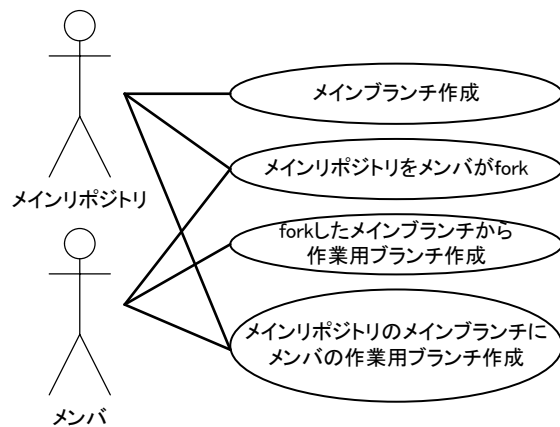 メインブランチ作成
メインリポジトリをメンバがfork
メインリポジトリ
forkしたメインブランチから
作業用ブランチ作成
メインリポジトリのメインブランチに
メンバの作業用ブランチ作成
メンバ